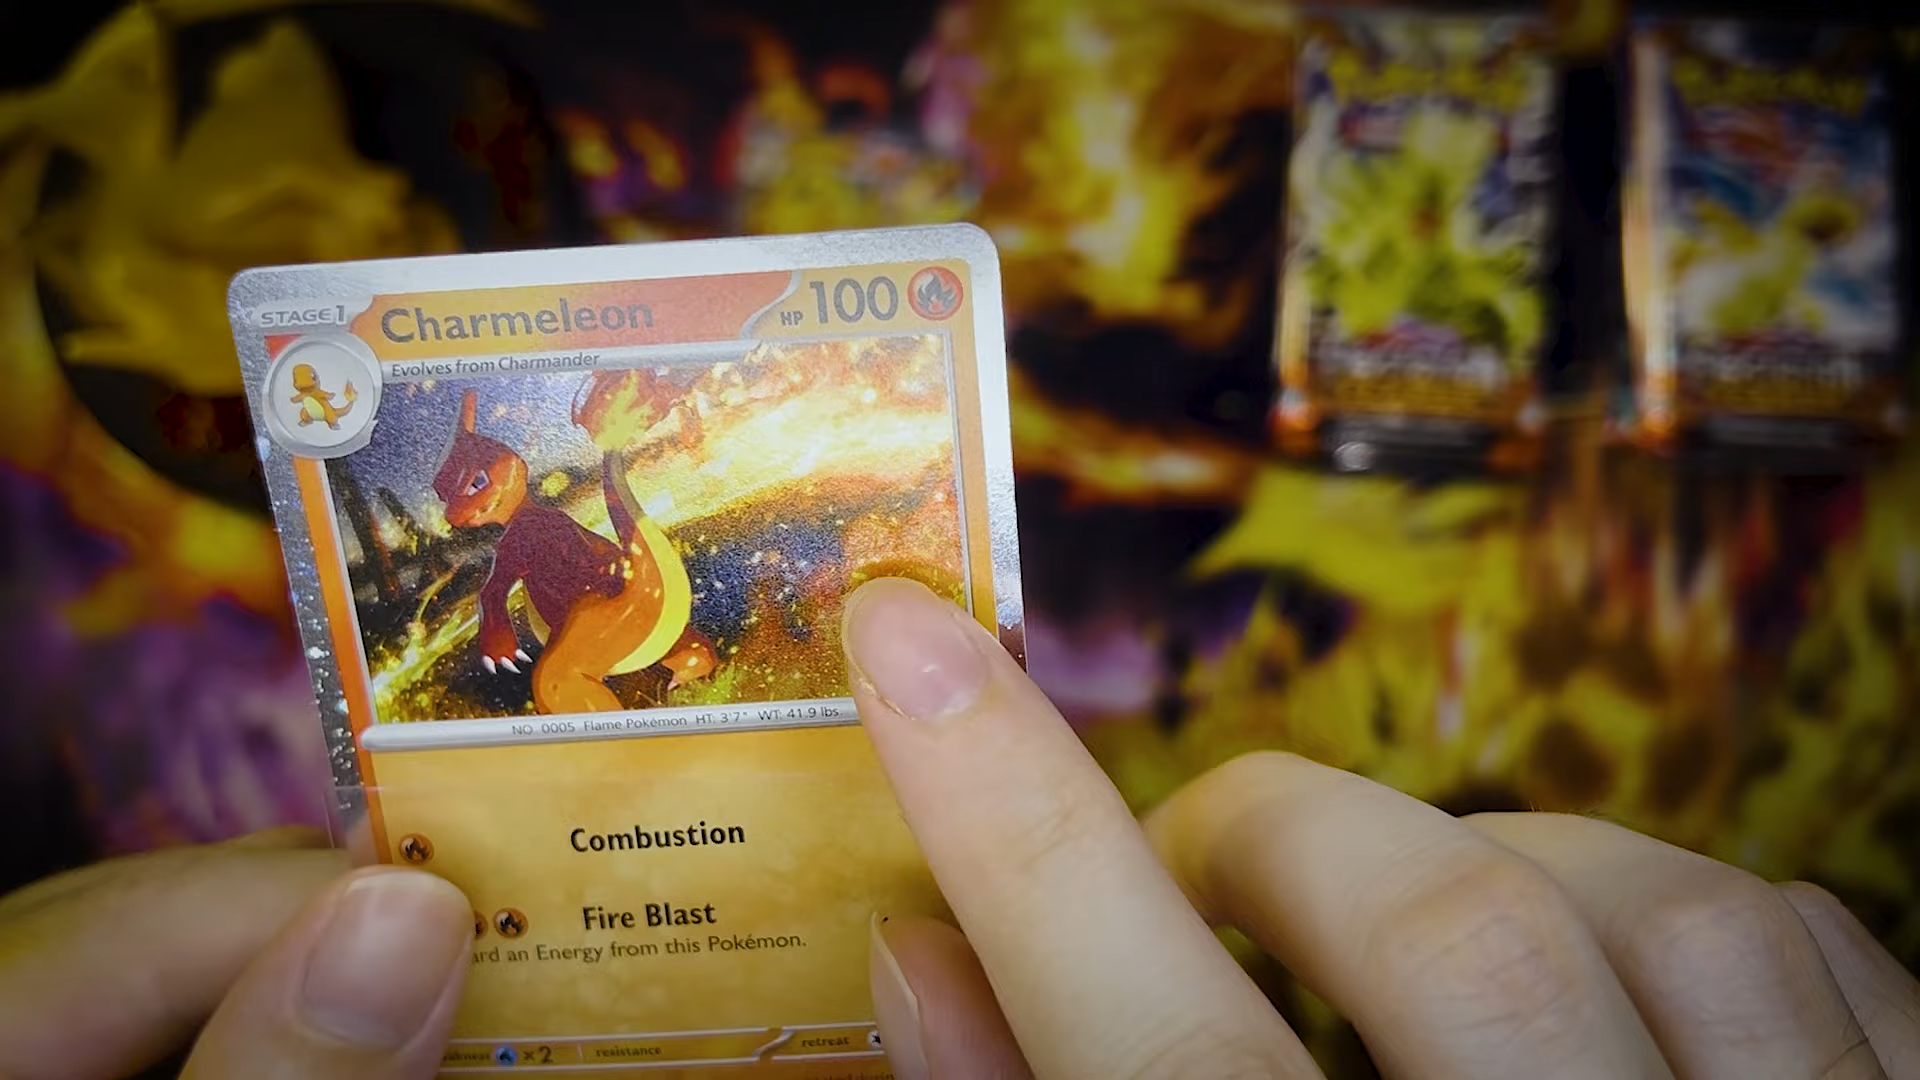 STAGE 1 Charmeleon HP 100
Evolves from Charmander
NO. 0005 Flame Pokémon HT: 3'7" WT: 41.9 lbs.
Combustion
Fire Blast
ard an Energy from this Pokémon.
×2 resistance retreat